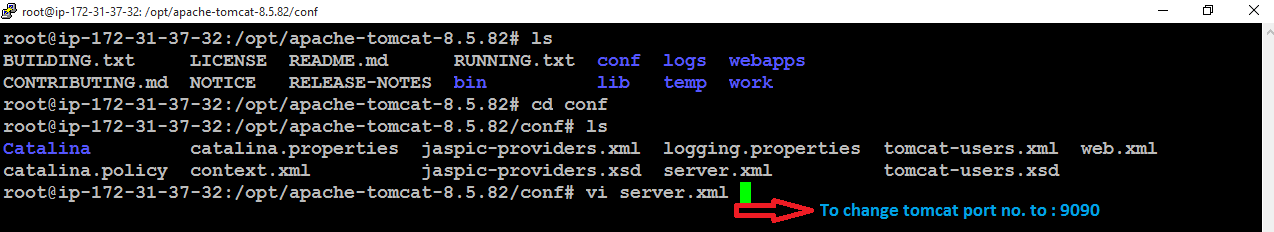 root@ip-172-31-37-32: /opt/apache-tomcat-8.5.82/conf
root@ip-172-31-37-32:/opt/apache-tomcat-8.5.82# ls
BUILDING.txt LICENSE README.md RUNNING.txt conf logs webapps
CONTRIBUTING.md NOTICE RELEASE-NOTES bin lib temp work
root@ip-172-31-37-32:/opt/apache-tomcat-8.5.82# cd conf
root@ip-172-31-37-32:/opt/apache-tomcat-8.5.82/conf# ls
Catalina catalina.properties jaspic-providers.xml logging.properties tomcat-users.xml web.xml
catalina.policy context.xml jaspic-providers.xsd server.xml tomcat-users.xsd
root@ip-172-31-37-32:/opt/apache-tomcat-8.5.82/conf# vi server.xml
To change tomcat port no. to : 9090